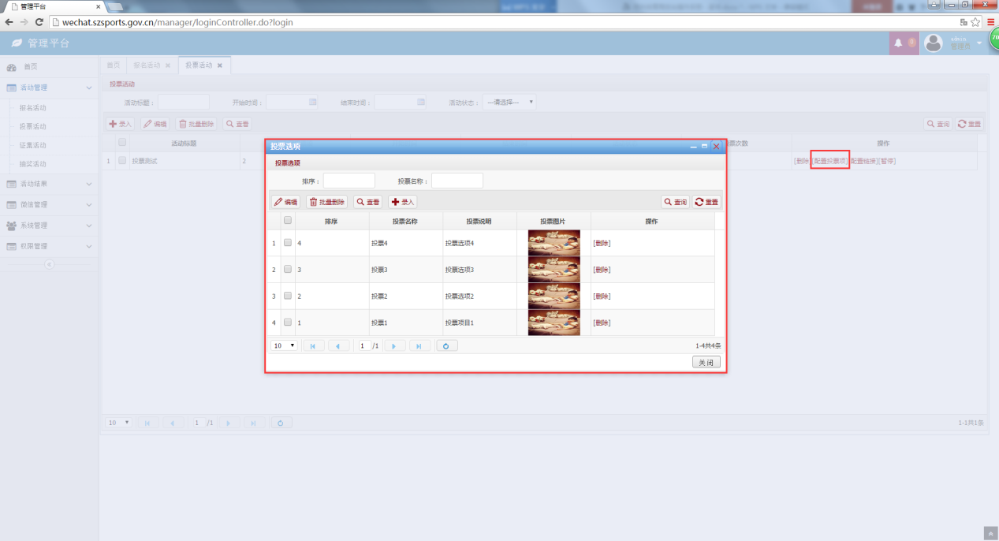 管理平台
wechat.szsports.gov.cn/manager/loginController.do?login
管理平台
0
admin
管理员
70
首页
活动管理
报名活动
投票活动
征集活动
抽奖活动
活动结果
微信管理
系统管理
权限管理
首页 报名活动 投票活动
投票活动
活动标题： 开始时间： 结束时间： 活动状态： ---请选择---
录入 编辑 批量删除 查看 查询 重置
活动标题 票次数 操作
1 投票测试 2 [删除][配置投票项][配置链接][暂停]
投票选项
投票选项
排序： 投票名称：
编辑 批量删除 查看 录入 查询 重置
排序 投票名称 投票说明 投票图片 操作
1 4 投票4 投票选项4 [删除]
2 3 投票3 投票选项3 [删除]
3 2 投票2 投票选项2 [删除]
4 1 投票1 投票项目1 [删除]
10 1 /1 1-4共4条
关闭
10 1 /1 1-1共1条